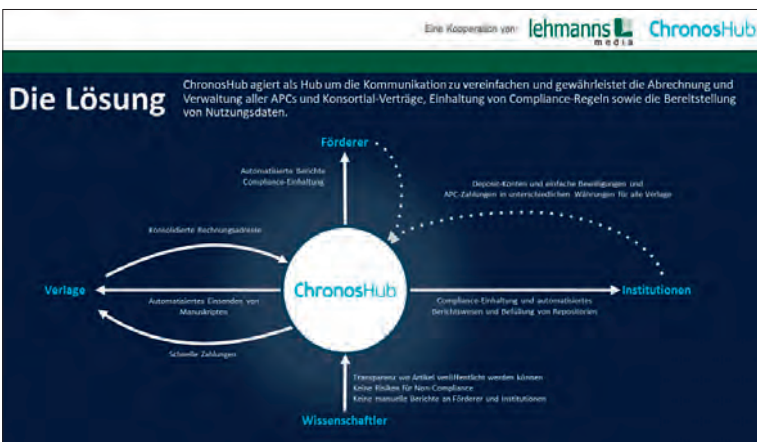 Eine Kooperation von:
lehmanns
media
ChronosHub
Die Lösung
ChronosHub agiert als Hub um die Kommunikation zu vereinfachen und gewährleistet die Abrechnung und
Verwaltung aller APCs und Konsortial-Verträge, Einhaltung von Compliance-Regeln sowie die Bereitstellung
von Nutzungsdaten.
Förderer
Automatisierte Berichte
Compliance-Einhaltung
Deposit-Konten und einfache Bewilligungen und
APC-Zahlungen in unterschiedlichen Währungen für alle Verlage
Konsolidierte Rechnungsadresse
Verlage
ChronosHub
Institutionen
Automatisiertes Einsenden von
Manuskripten
Compliance-Einhaltung und automatisiertes
Berichtswesen und Befüllung von Repositorien
Schnelle Zahlungen
Transparenz wo Artikel veröffentlicht werden können
Keine Risiken für Non-Compliance
Keine manuelle Berichte an Förderer und Institutionen
Wissenschaftler